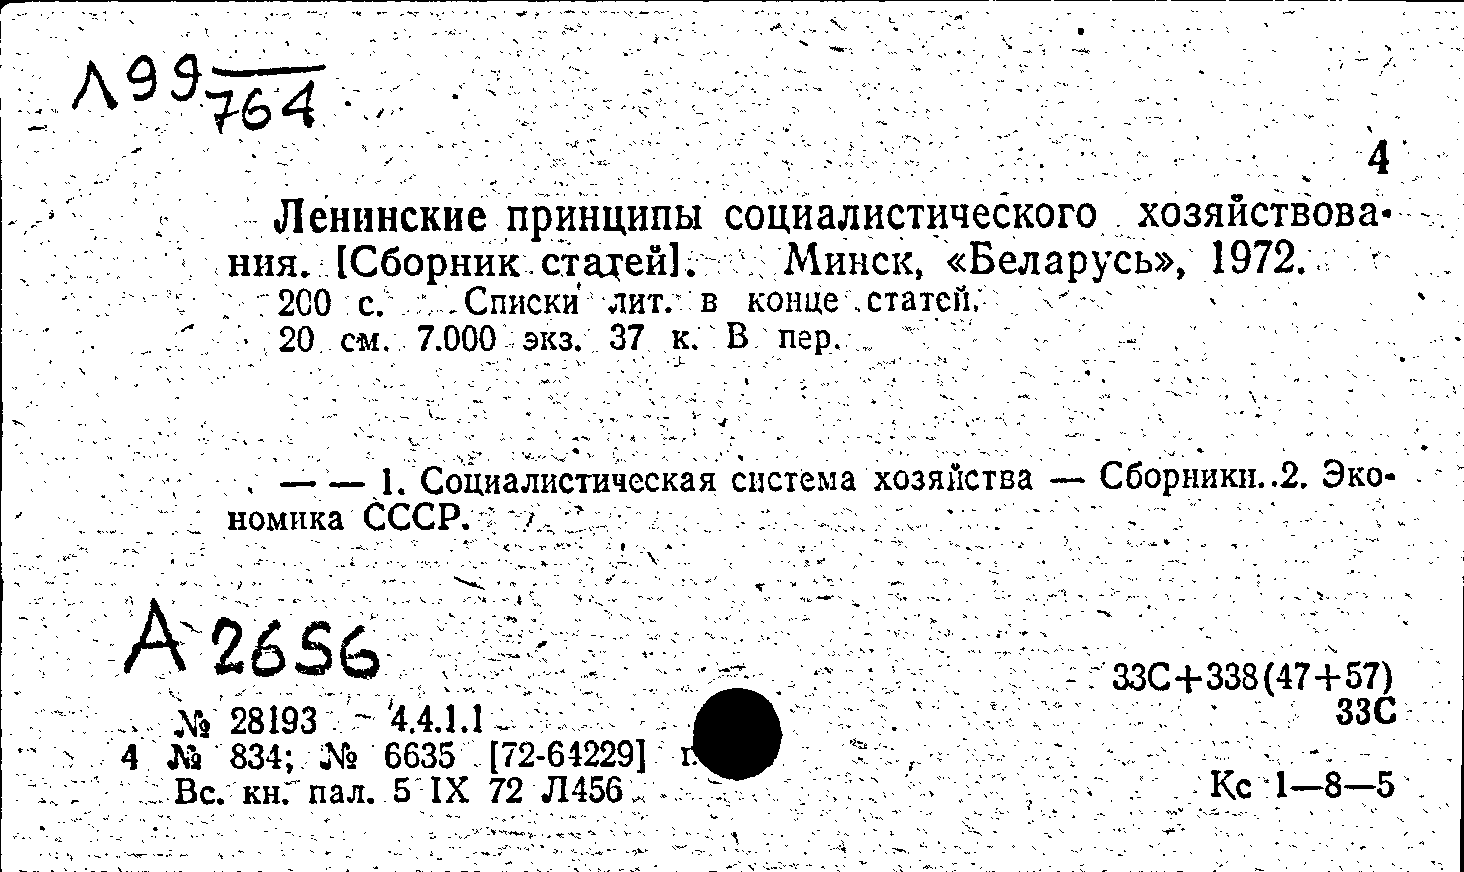 Л99
764
4
Ленинские принципы социалистического хозяйствова-
ния. [Сборник статей]. Минск, «Беларусь», 1972.
200 с. Списки лит. в конце статей.
20 см. 7.000 экз. 37 к. В пер.
— — 1. Социалистическая система хозяйства — Сборники. 2. Эко-
номика СССР.
А 2656
33С+338(47+57)
№ 28193 4.4.1.1
33С
4 № 834; № 6635 [72-64229] г.
Вс. кн. пал. 5 IX 72 Л456
Кс 1—8—5